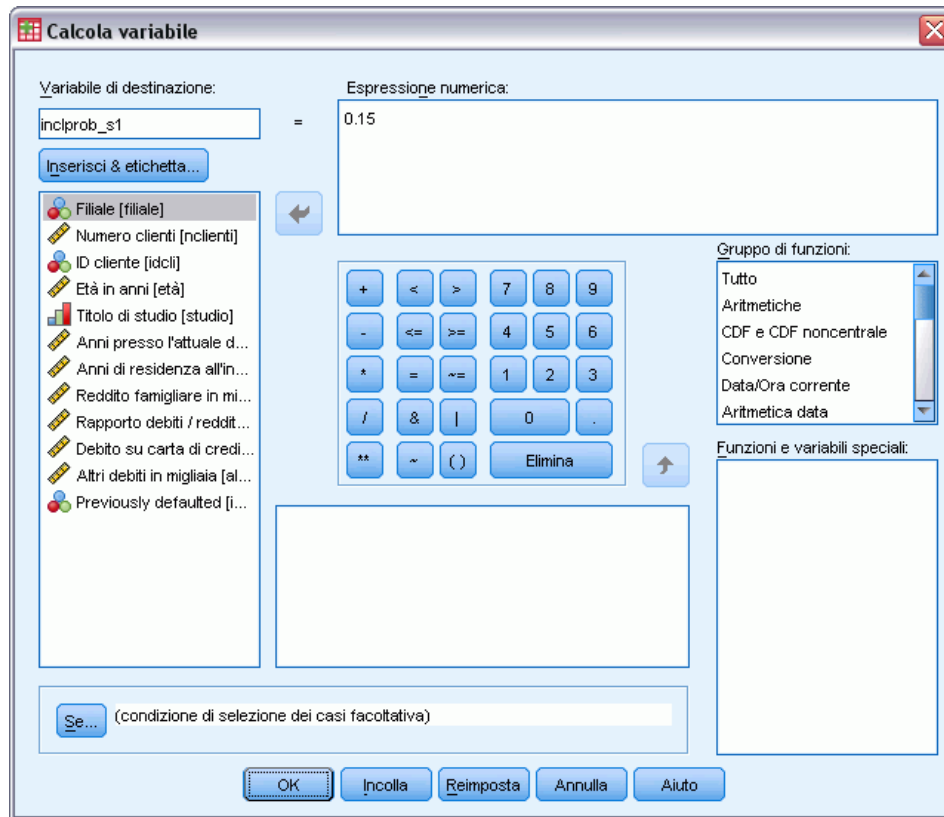 Calcola variabile
Variabile di destinazione:
inclprob_s1
=
Espressione numerica:
0.15
Inserisci & etichetta...
Filiale [filiale]
Numero clienti [nclienti]
ID cliente [idcli]
Età in anni [età]
Titolo di studio [studio]
Anni presso l'attuale d...
Anni di residenza all'in...
Reddito famigliare in mi...
Rapporto debiti / reddit...
Debito su carta di credi...
Altri debiti in migliaia [al...
Previously defaulted [i...
+ < > 7 8 9
- <= >= 4 5 6
* = ~= 1 2 3
/ & | 0 .
** ~ ( ) Elimina
Gruppo di funzioni:
Tutto
Aritmetiche
CDF e CDF noncentrale
Conversione
Data/Ora corrente
Aritmetica data
Funzioni e variabili speciali:
Se... (condizione di selezione dei casi facoltativa)
OK Incolla Reimposta Annulla Aiuto